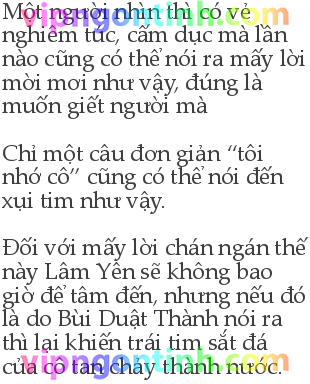 Một người nhìn thì có vẻ
nghiêm túc, cấm dục mà lần
nào cũng có thể nói ra mấy lời
mời mơi như vậy, đúng là
muốn giết người mà
Chỉ một câu đơn giản “tôi
nhớ cô” cũng có thể nói đến
xụi tim như vậy.
Đối với mấy lời chán ngán thế
này Lâm Yên sẽ không bao
giờ để tâm đến, nhưng nếu đó
là do Bùi Duật Thành nói ra
thì lại khiến trái tim sắt đá
của cô tan chảy thành nước.
vipngontinh.com
vipngontinh.com